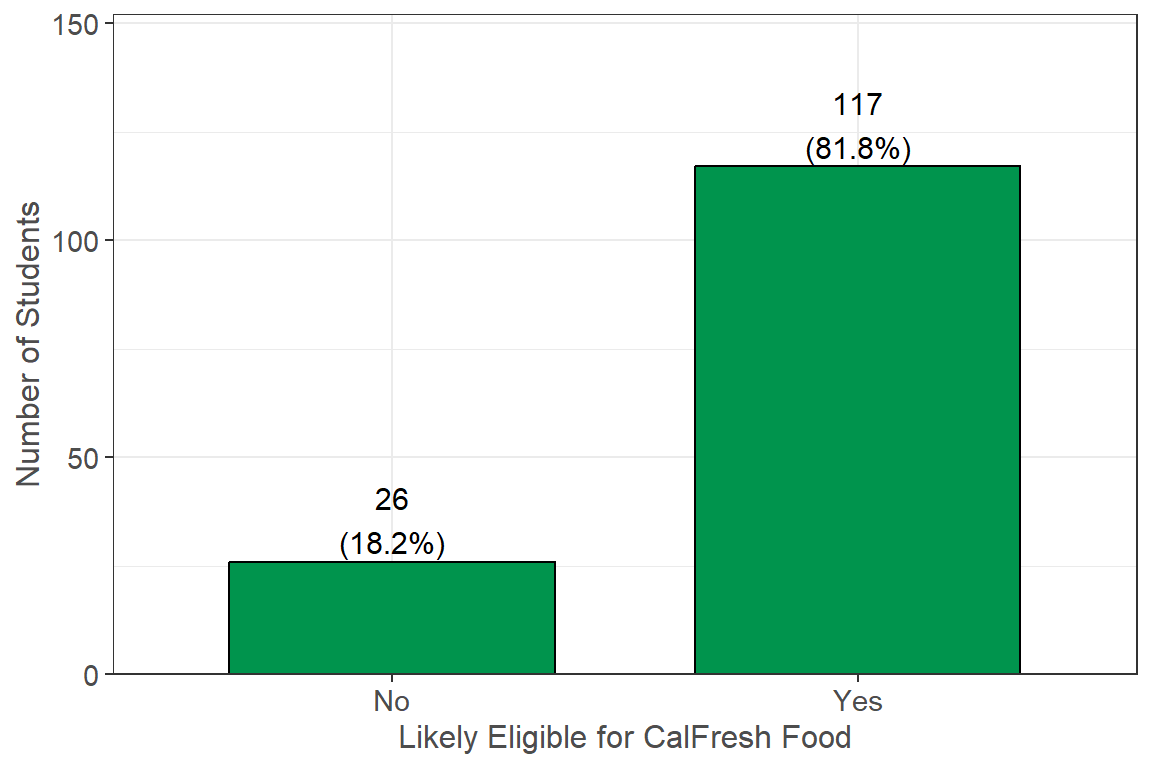 150
100
50
0
Number of Students
26
(18.2%)
117
(81.8%)
No
Yes
Likely Eligible for CalFresh Food